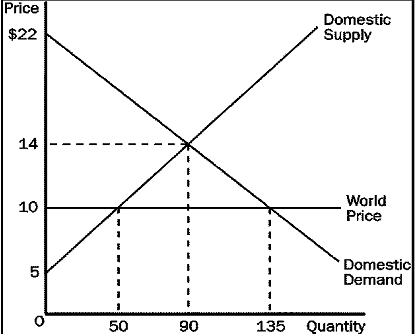 Price
$22
Domestic
Supply
14
10
World
Price
5
Domestic
Demand
0
50
90
135
Quantity